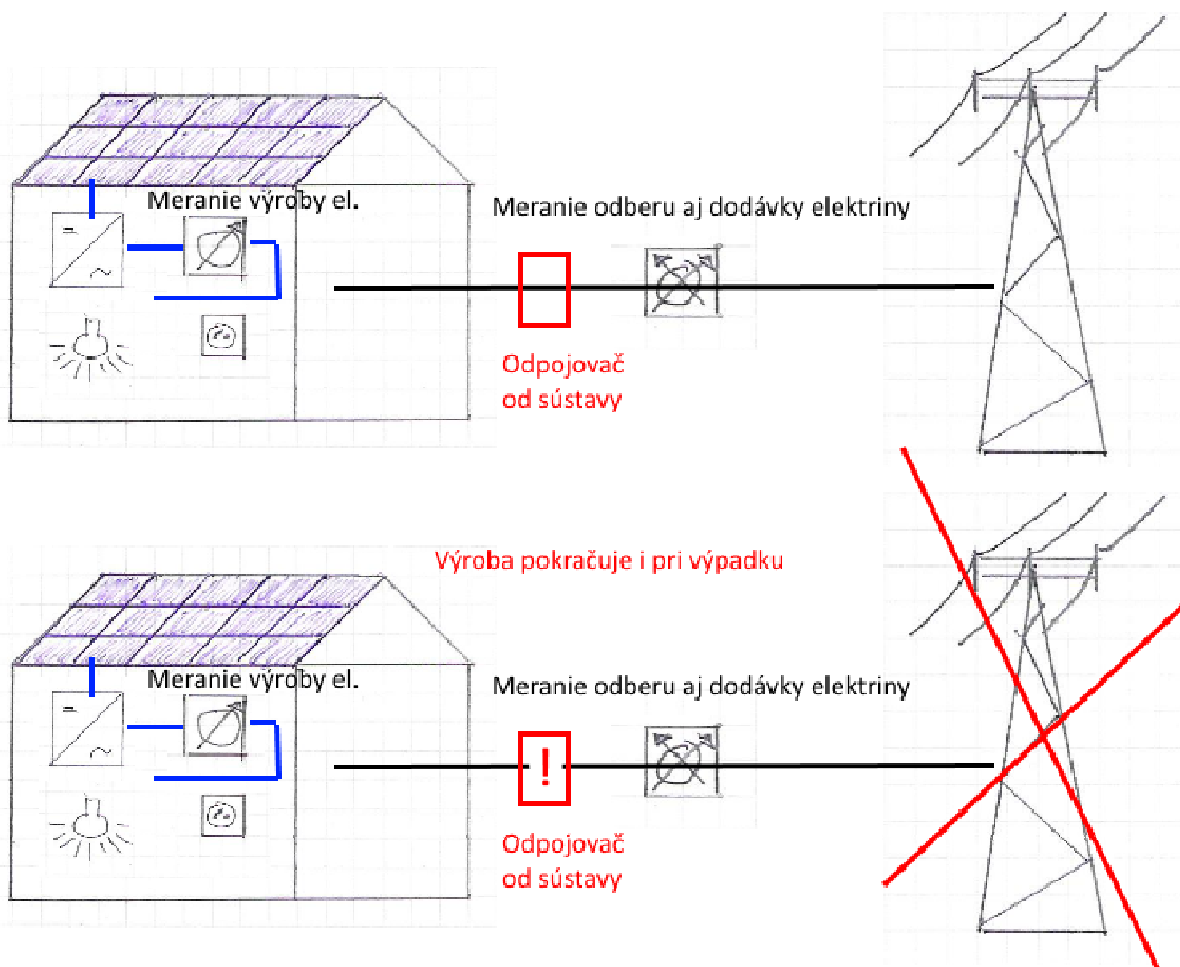 Meranie výroby el.
Meranie odberu aj dodávky elektriny
Odpojovač
od sústavy
Výroba pokračuje i pri výpadku
Meranie výroby el.
Meranie odberu aj dodávky elektriny
!
Odpojovač
od sústavy